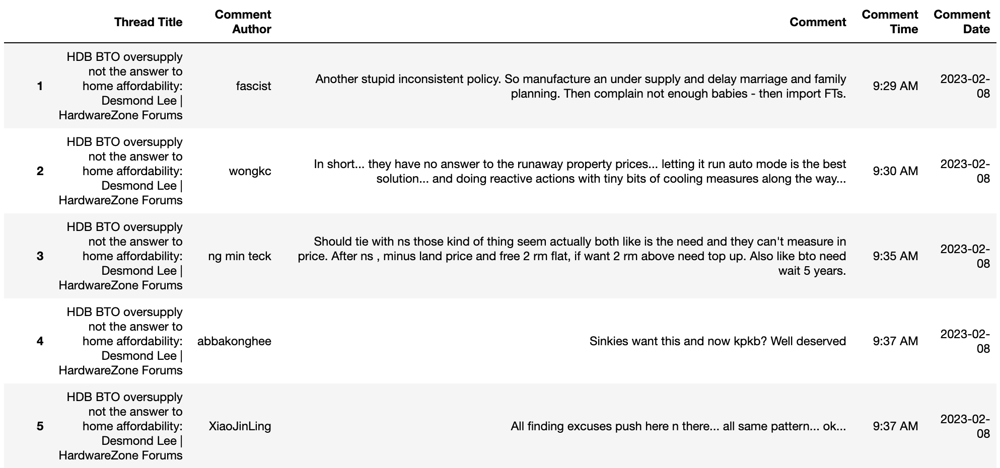 Thread Title
Comment
Author
Comment
Comment
Time
Comment
Date
1
HDB BTO oversupply
not the answer to
home affordability:
Desmond Lee |
HardwareZone Forums
fascist
Another stupid inconsistent policy. So manufacture an under supply and delay marriage and family
planning. Then complain not enough babies - then import FTs.
9:29 AM
2023-02-
08
2
HDB BTO oversupply
not the answer to
home affordability:
Desmond Lee |
HardwareZone Forums
wongkc
In short... they have no answer to the runaway property prices... letting it run auto mode is the best
solution... and doing reactive actions with tiny bits of cooling measures along the way...
9:30 AM
2023-02-
08
3
HDB BTO oversupply
not the answer to
home affordability:
Desmond Lee |
HardwareZone Forums
ng min teck
Should tie with ns those kind of thing seem actually both like is the need and they can't measure in
price. After ns , minus land price and free 2 rm flat, if want 2 rm above need top up. Also like bto need
wait 5 years.
9:35 AM
2023-02-
08
4
HDB BTO oversupply
not the answer to
home affordability:
Desmond Lee |
HardwareZone Forums
abbakonghee
Sinkies want this and now kpkb? Well deserved
9:37 AM
2023-02-
08
5
HDB BTO oversupply
not the answer to
home affordability:
Desmond Lee |
HardwareZone Forums
XiaoJinLing
All finding excuses push here n there... all same pattern... ok...
9:37 AM
2023-02-
08